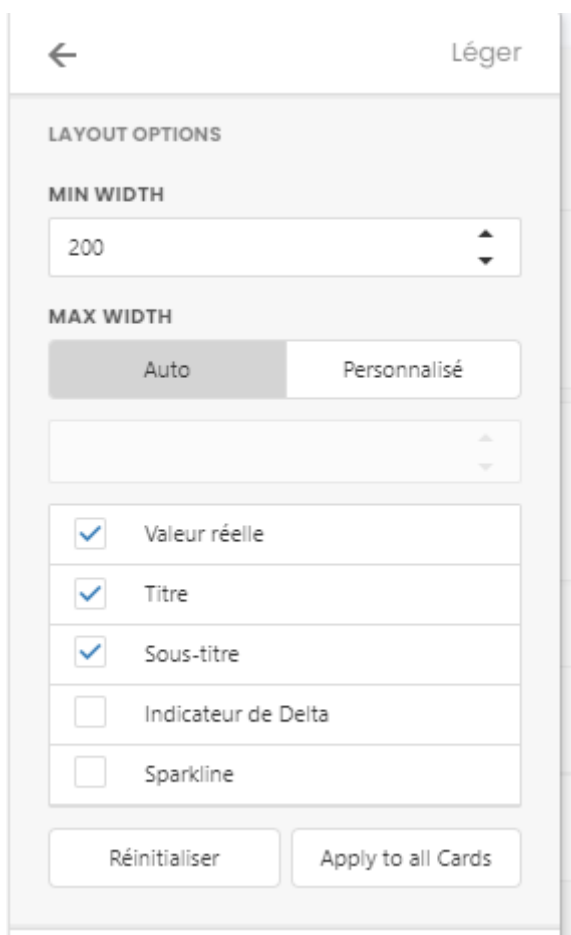 Léger
LAYOUT OPTIONS
MIN WIDTH
200
MAX WIDTH
Auto Personnalisé
Valeur réelle
Titre
Sous-titre
Indicateur de Delta
Sparkline
Réinitialiser Apply to all Cards